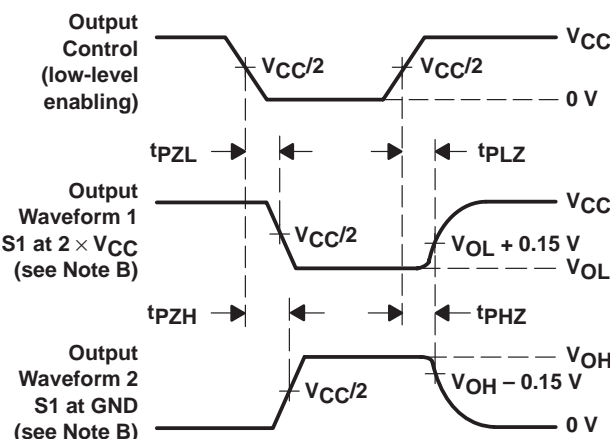 Output
Control
(low-level
enabling)
VCC
VCC/2
VCC/2
0 V
tPZL
tPLZ
Output
Waveform 1
S1 at 2 × VCC
(see Note B)
VCC
VCC/2
VOL + 0.15 V
VOL
tPZH
tPHZ
Output
Waveform 2
S1 at GND
(see Note B)
VOH
VCC/2
VOH – 0.15 V
0 V